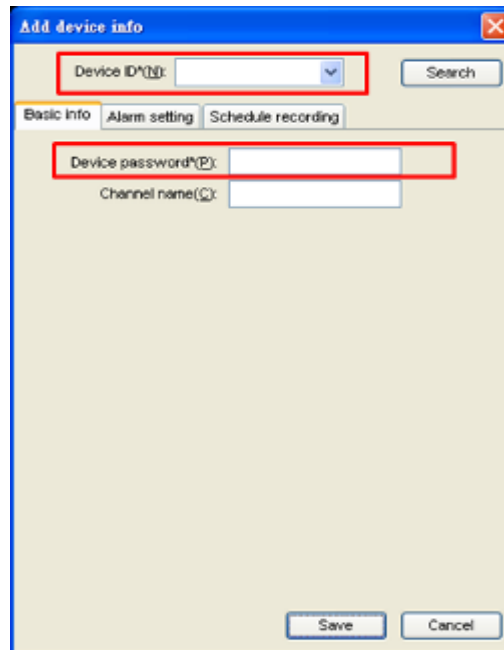 Add device info
Device ID*(N): Search
Basic info Alarm setting Schedule recording
Device password*(P):
Channel name(C):
Save Cancel